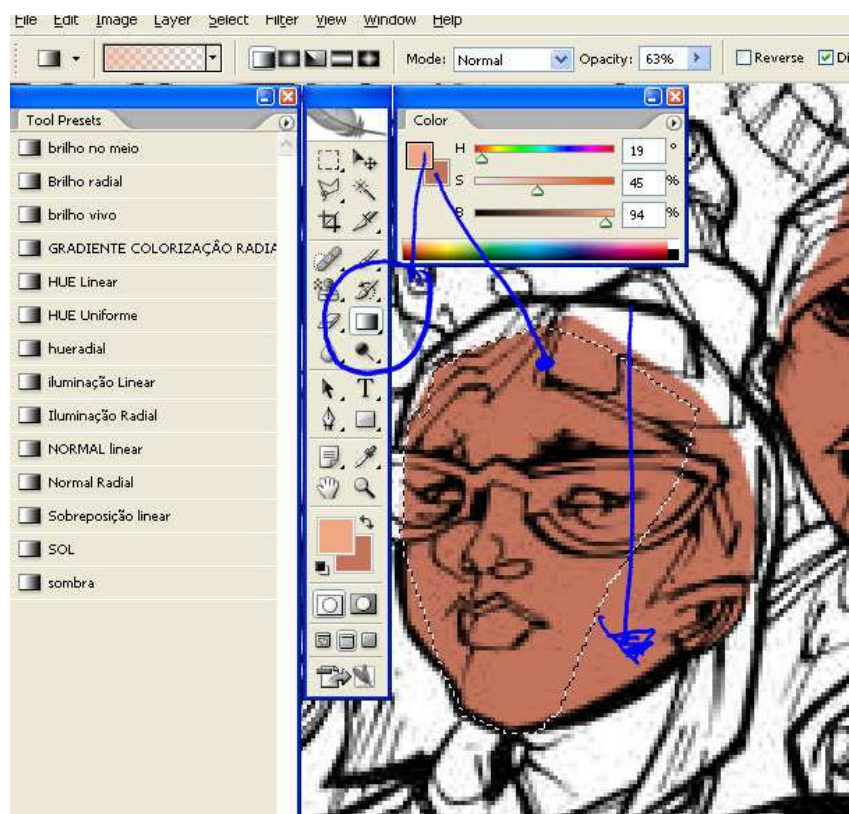 File Edit Image Layer Select Filter View Window Help
Mode: Normal Opacity: 63% Reverse Di
Tool Presets
Color
brilho no meio
Brilho radial
brilho vivo
GRADIENTE COLORIZAÇÂO RADIA
HUE Linear
HUE Uniforme
hueradial
iluminação Linear
Iluminação Radial
NORMAL linear
Normal Radial
Sobreposição linear
SOL
sombra
H 19 °
S 45 %
B 94 %
T